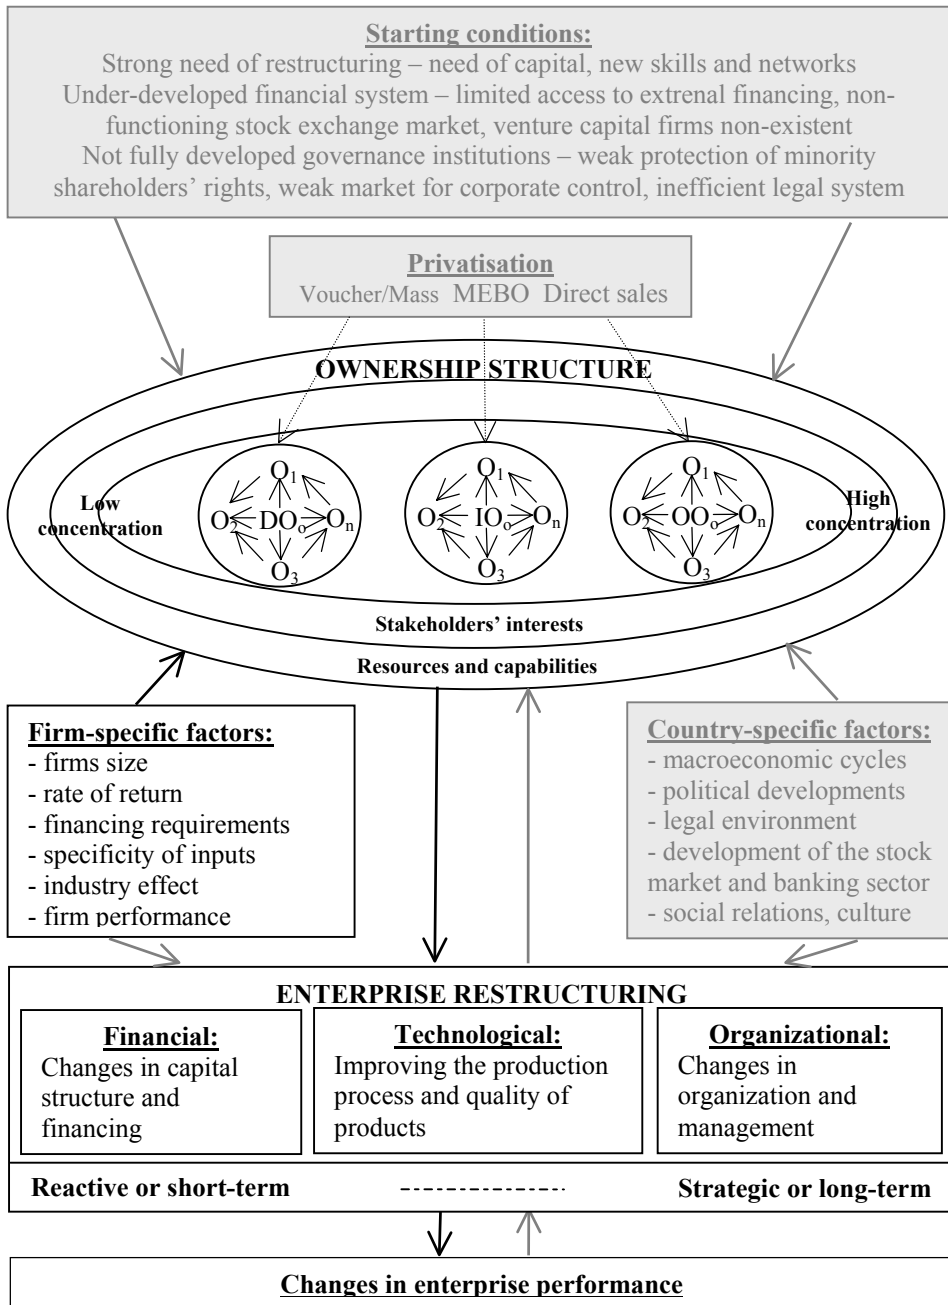 Starting conditions:
Strong need of restructuring – need of capital, new skills and networks
Under-developed financial system – limited access to extrenal financing, non-
functioning stock exchange market, venture capital firms non-existent
Not fully developed governance institutions – weak protection of minority
shareholders’ rights, weak market for corporate control, inefficient legal system
Privatisation
Voucher/Mass MEBO Direct sales
OWNERSHIP STRUCTURE
Low
concentration
O1
O2 DOo On
O3
O1
O2 IOo On
O3
O1
O2 OOo On
O3
High
concentration
Stakeholders’ interests
Resources and capabilities
Firm-specific factors:
- firms size
- rate of return
- financing requirements
- specificity of inputs
- industry effect
- firm performance
Country-specific factors:
- macroeconomic cycles
- political developments
- legal environment
- development of the stock
market and banking sector
- social relations, culture
ENTERPRISE RESTRUCTURING
Financial:
Changes in capital
structure and
financing
Technological:
Improving the production
process and quality of
products
Organizational:
Changes in
organization and
management
Reactive or short-term
Strategic or long-term
Changes in enterprise performance